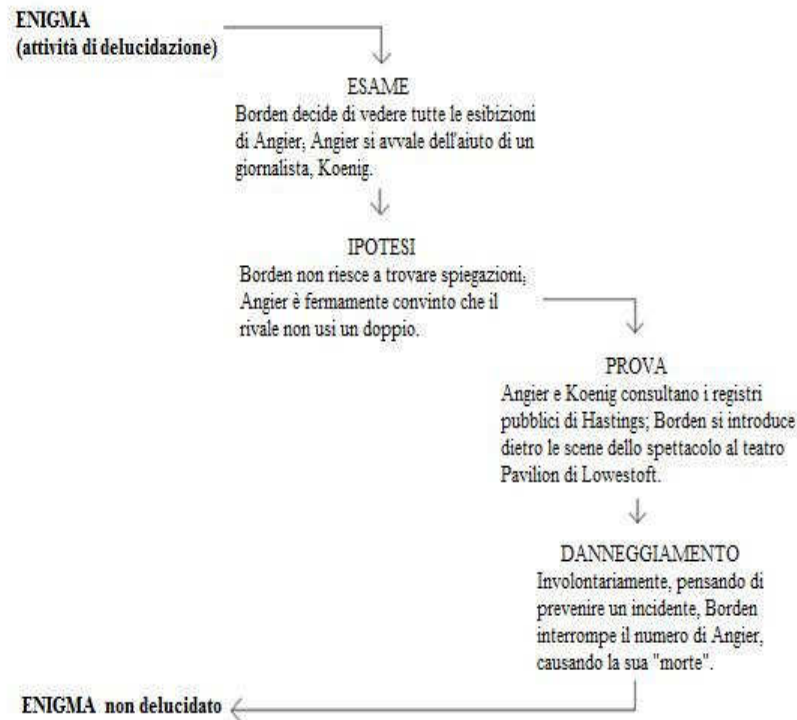 ENIGMA
(attività di delucidazione)
ESAME
Borden decide di vedere tutte le esibizioni
di Angier; Angier si avvale dell'aiuto di un
giornalista, Koenig.
IPOTESI
Borden non riesce a trovare spiegazioni;
Angier è fermamente convinto che il
rivale non usi un doppio.
PROVA
Angier e Koenig consultano i registri
pubblici di Hastings; Borden si introduce
dietro le scene dello spettacolo al teatro
Pavilion di Lowestoft.
DANNEGGIAMENTO
Involontariamente, pensando di
prevenire un incidente, Borden
interrompe il numero di Angier,
causando la sua "morte".
ENIGMA non delucidato